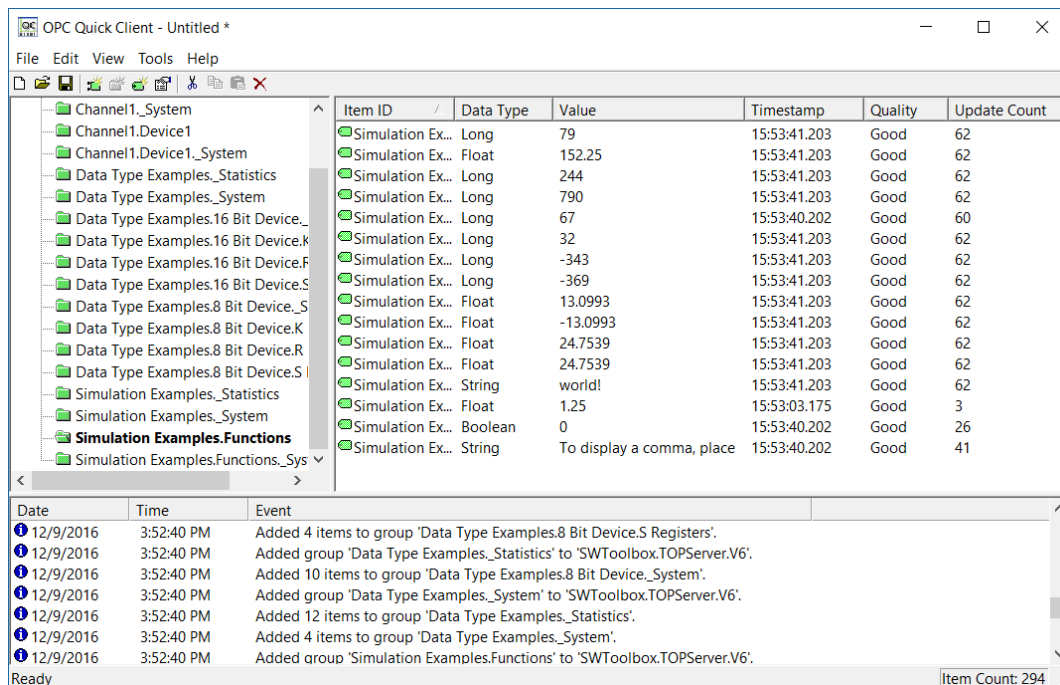 OPC Quick Client - Untitled *
File Edit View Tools Help
Channel1._System
Channel1.Device1
Channel1.Device1._System
Data Type Examples._Statistics
Data Type Examples._System
Data Type Examples.16 Bit Device._
Data Type Examples.16 Bit Device.K
Data Type Examples.16 Bit Device.R
Data Type Examples.16 Bit Device.S
Data Type Examples.8 Bit Device._S
Data Type Examples.8 Bit Device.K
Data Type Examples.8 Bit Device.R
Data Type Examples.8 Bit Device.S
Simulation Examples._Statistics
Simulation Examples._System
Simulation Examples.Functions
Simulation Examples.Functions._Sys
Item ID Data Type Value Timestamp Quality Update Count
Simulation Ex... Long 79 15:53:41.203 Good 62
Simulation Ex... Float 152.25 15:53:41.203 Good 62
Simulation Ex... Long 244 15:53:41.203 Good 62
Simulation Ex... Long 790 15:53:41.203 Good 62
Simulation Ex... Long 67 15:53:40.202 Good 60
Simulation Ex... Long 32 15:53:41.203 Good 62
Simulation Ex... Long -343 15:53:41.203 Good 62
Simulation Ex... Long -369 15:53:41.203 Good 62
Simulation Ex... Float 13.0993 15:53:41.203 Good 62
Simulation Ex... Float -13.0993 15:53:41.203 Good 62
Simulation Ex... Float 24.7539 15:53:41.203 Good 62
Simulation Ex... Float 24.7539 15:53:41.203 Good 62
Simulation Ex... String world! 15:53:41.203 Good 62
Simulation Ex... Float 1.25 15:53:03.175 Good 3
Simulation Ex... Boolean 0 15:53:40.202 Good 26
Simulation Ex... String To display a comma, place 15:53:40.202 Good 41
Date Time Event
12/9/2016 3:52:40 PM Added 4 items to group 'Data Type Examples.8 Bit Device.S Registers'.
12/9/2016 3:52:40 PM Added group 'Data Type Examples._Statistics' to 'SWToolbox.TOPServer.V6'.
12/9/2016 3:52:40 PM Added 10 items to group 'Data Type Examples.8 Bit Device._System'.
12/9/2016 3:52:40 PM Added group 'Data Type Examples._System' to 'SWToolbox.TOPServer.V6'.
12/9/2016 3:52:40 PM Added 12 items to group 'Data Type Examples._Statistics'.
12/9/2016 3:52:40 PM Added 4 items to group 'Data Type Examples._System'.
12/9/2016 3:52:40 PM Added group 'Simulation Examples.Functions' to 'SWToolbox.TOPServer.V6'.
Ready Item Count: 294